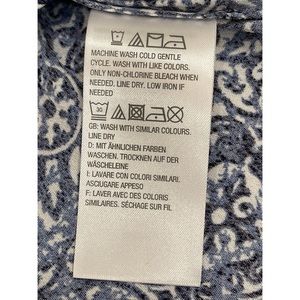 MACHINE WASH COLD GENTLE
CYCLE. WASH WITH LIKE COLORS.
ONLY NON-CHLORINE BLEACH WHEN
NEEDED, LINE DRY. LOW IRON IF
NEEDED
30
GB: WASH WITH SIMILAR COLOURS.
LINE DRY
D: MIT ÄHNLICHEN FARBEN
WASCHEN. TROCKNEN AUF DER
WÄSCHELEINE
I: LAVARE CON COLORI SIMILARI.
ASCIUGARE APPESO
F: LAVER AVEC DES COLORIS
SIMILAIRES. SÉCHAGE SUR FIL